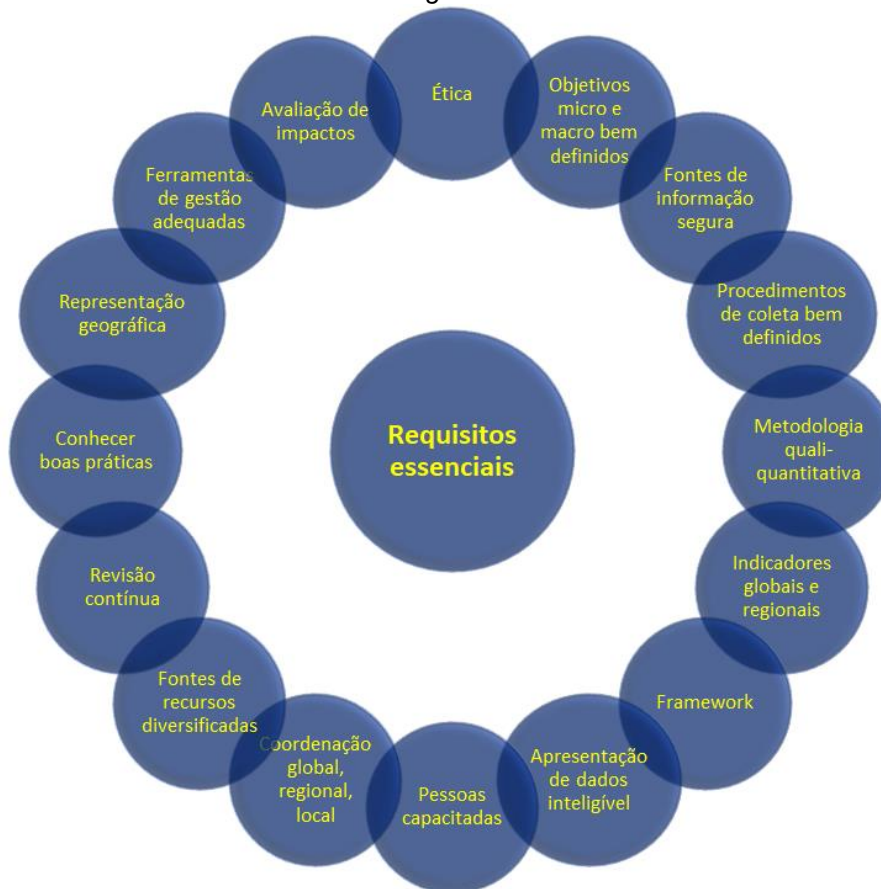 Ética
Objetivos
micro e
macro bem
definidos
Fontes de
informação
segura
Procedimentos
de coleta bem
definidos
Metodologia
quali-
quantitativa
Indicadores
globais e
regionais
Framework
Apresentação
de dados
inteligível
Pessoas
capacitadas
Coordenação
global,
regional,
local
Fontes de
recursos
diversificadas
Revisão
contínua
Conhecer
boas práticas
Representação
geográfica
Ferramentas
de gestão
adequadas
Avaliação de
impactos
Requisitos
essenciais